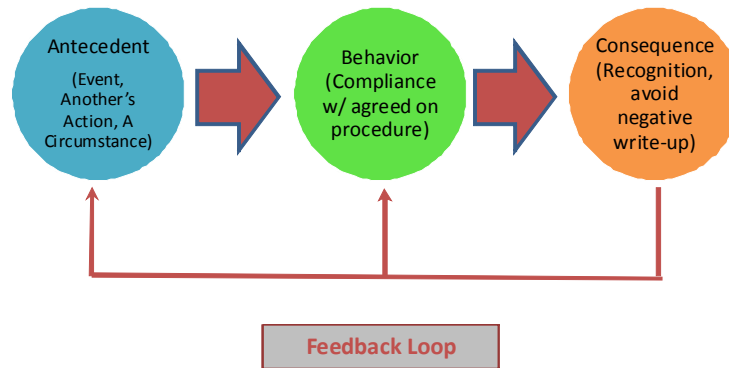 Antecedent
(Event,
Another's
Action, A
Circumstance)
Behavior
(Compliance
w/ agreed on
procedure)
Consequence
(Recognition,
avoid
negative
write-up)
Feedback Loop